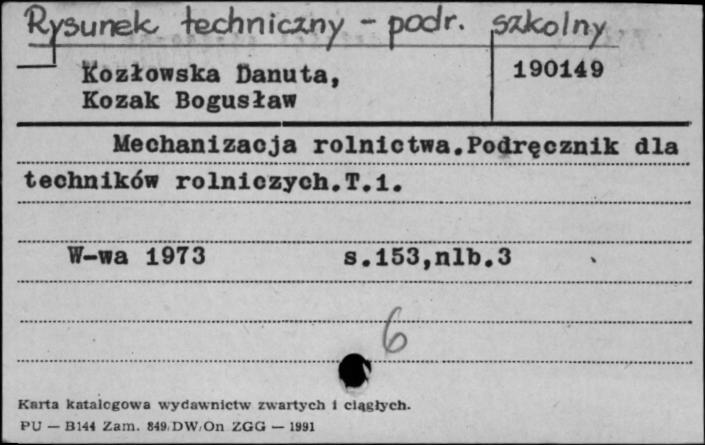 Rysunek techniczny - podr. szkolny
Kozłowska Danuta,
Kozak Bogusław
190149
Mechanizacja rolnictwa.Podręcznik dla
techników rolniczych.T.1.
W-wa 1973 s.153,nlb.3
6
Karta katalogowa wydawnictw zwartych i ciągłych.
PU — B144 Zam. 849/DW/On ZGG — 1991